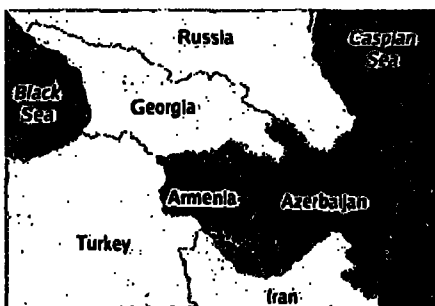 Russia
Caspian
Sea
Black
Sea
Georgia
Armenia
Azerbaijan
Turkey
Iran